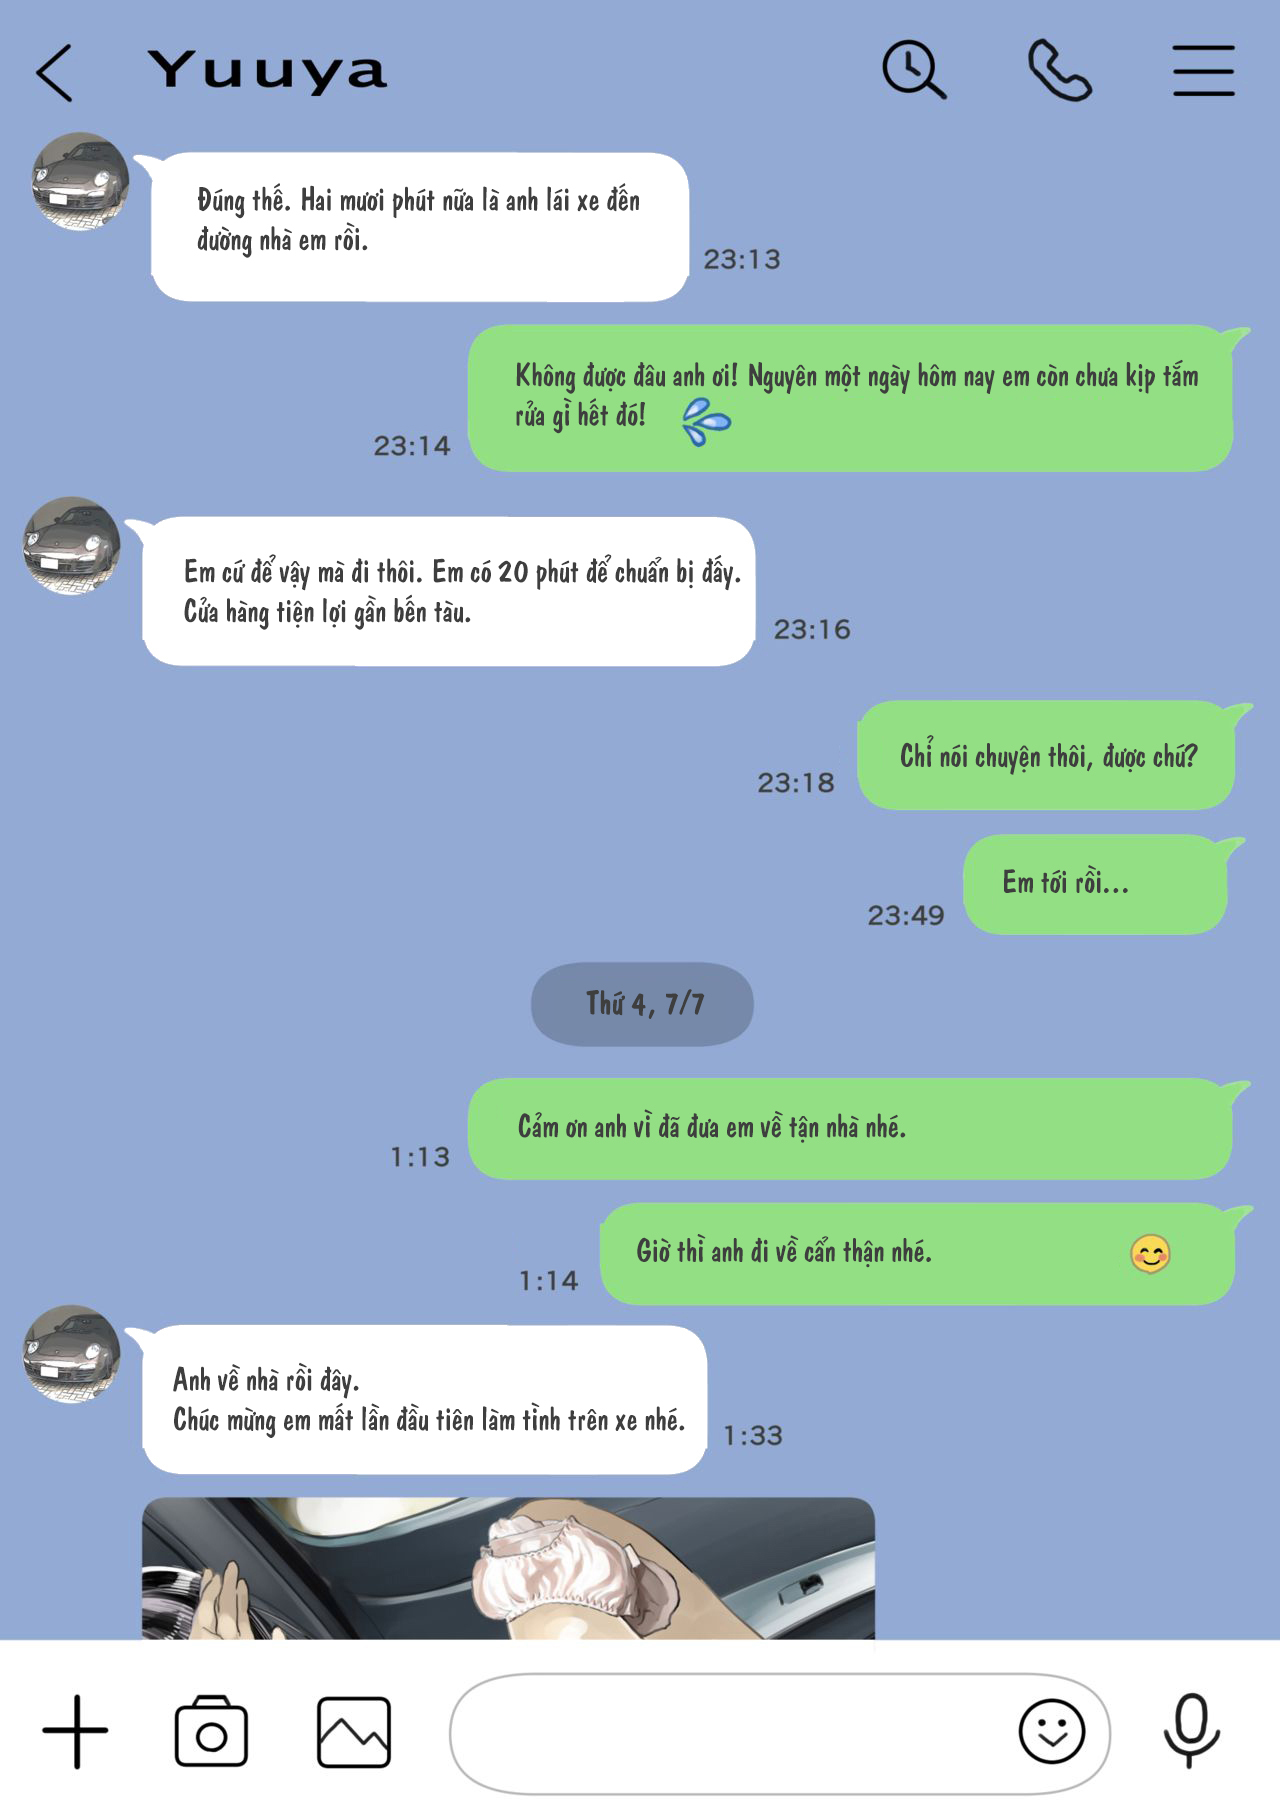 Yuuya
Đúng thế. Hai mươi phút nữa là anh lái xe đến
đường nhà em rồi.
23:13
Không được đâu anh ơi! Nguyên một ngày hôm nay em còn chưa kịp tắm
rửa gì hết đó! 💦
23:14
Em cứ để vậy mà đi thôi. Em có 20 phút để chuẩn bị đấy.
Cửa hàng tiện lợi gần bến tàu.
23:16
Chỉ nói chuyện thôi, được chứ?
23:18
Em tới rồi...
23:49
Thứ 4, 7/7
Cảm ơn anh vì đã đưa em về tận nhà nhé.
1:13
Giờ thì anh đi về cẩn thận nhé. 😊
1:14
Anh về nhà rồi đây.
Chúc mừng em mất lần đầu tiên làm tình trên xe nhé.
1:33